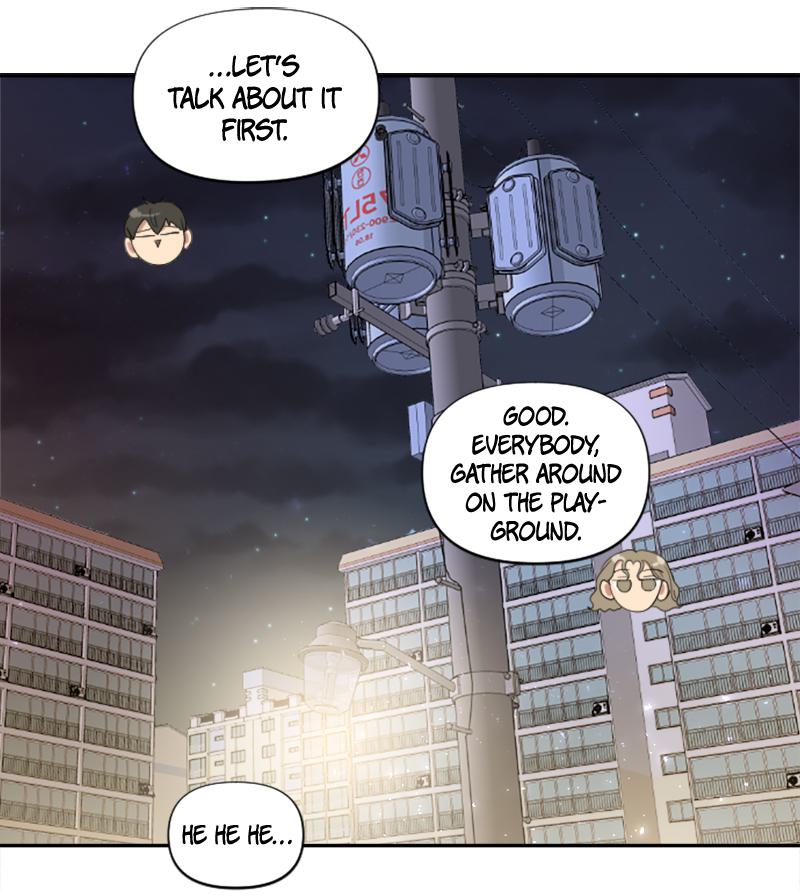 ...LET'S
TALK ABOUT IT
FIRST.
GOOD.
EVERYBODY,
GATHER AROUND
ON THE PLAY-
GROUND.
HE HE HE...